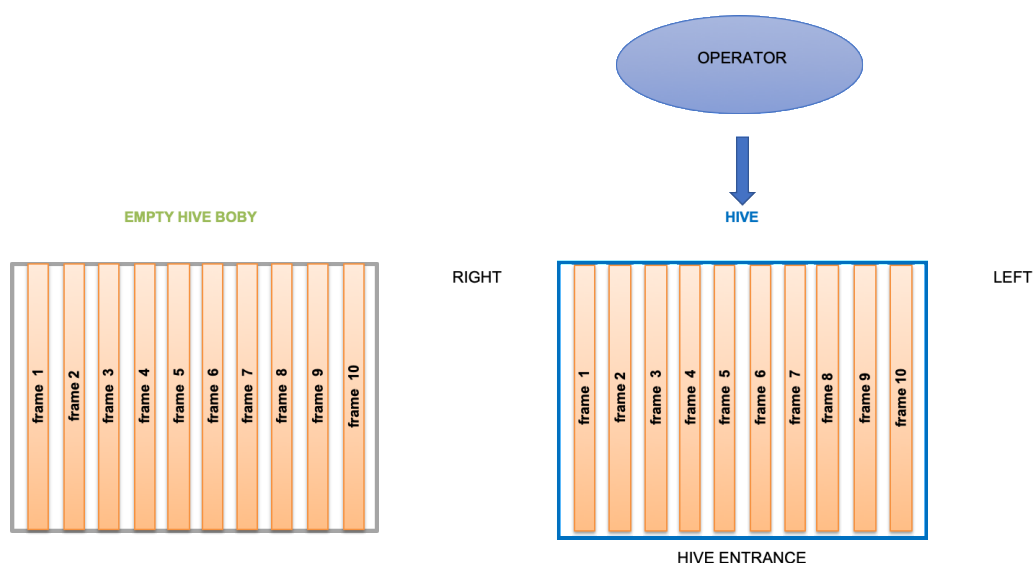 OPERATOR
EMPTY HIVE BOBY
HIVE
RIGHT
LEFT
frame 1
frame 2
frame 3
frame 4
frame 5
frame 6
frame 7
frame 8
frame 9
frame 10
frame 1
frame 2
frame 3
frame 4
frame 5
frame 6
frame 7
frame 8
frame 9
frame 10
HIVE ENTRANCE